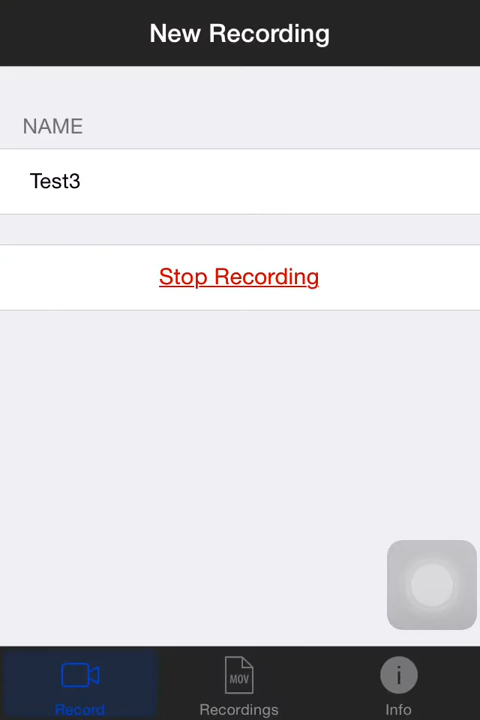 New Recording
NAME
Test3
Stop Recording
MOV
Record
Recordings
Info